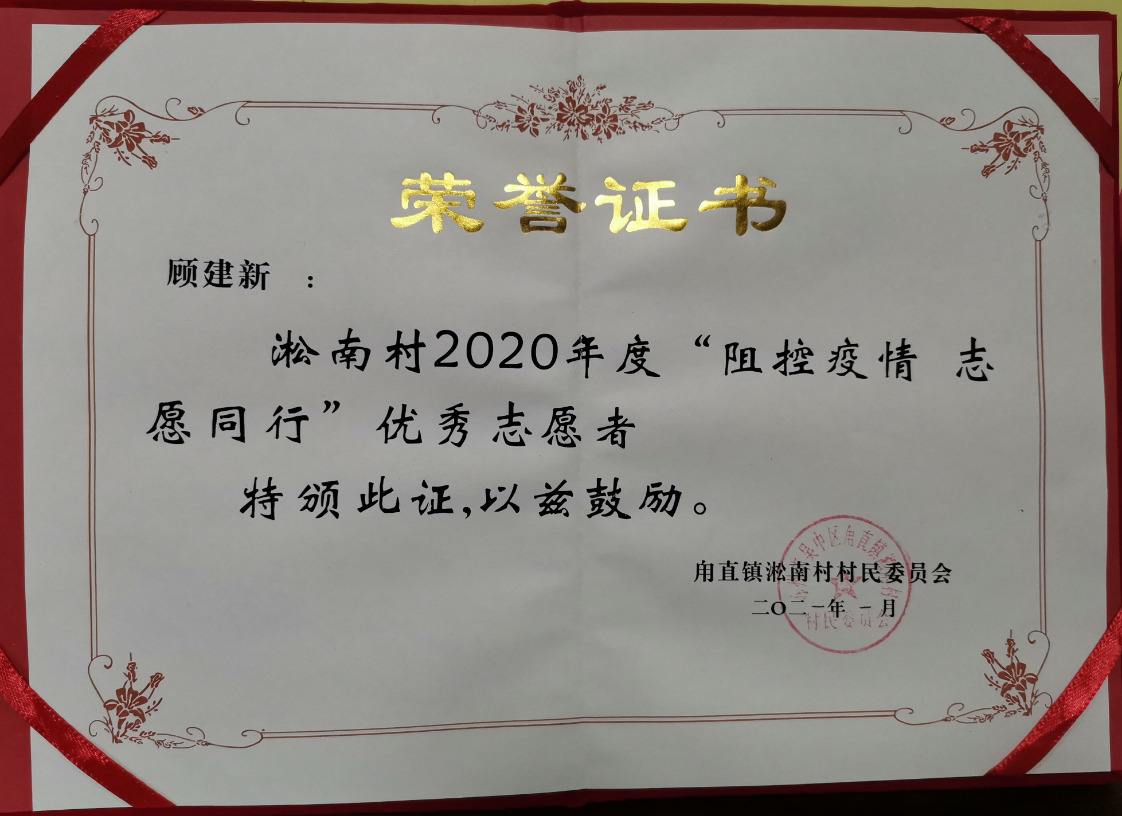 荣誉证书
顾建新 ：
淞南村2020年度“阻控疫情 志
愿同行”优秀志愿者
特颁此证,以兹鼓励。
甪直镇淞南村村民委员会
二〇二一年 一月
吴中区甪直镇
村民委员会